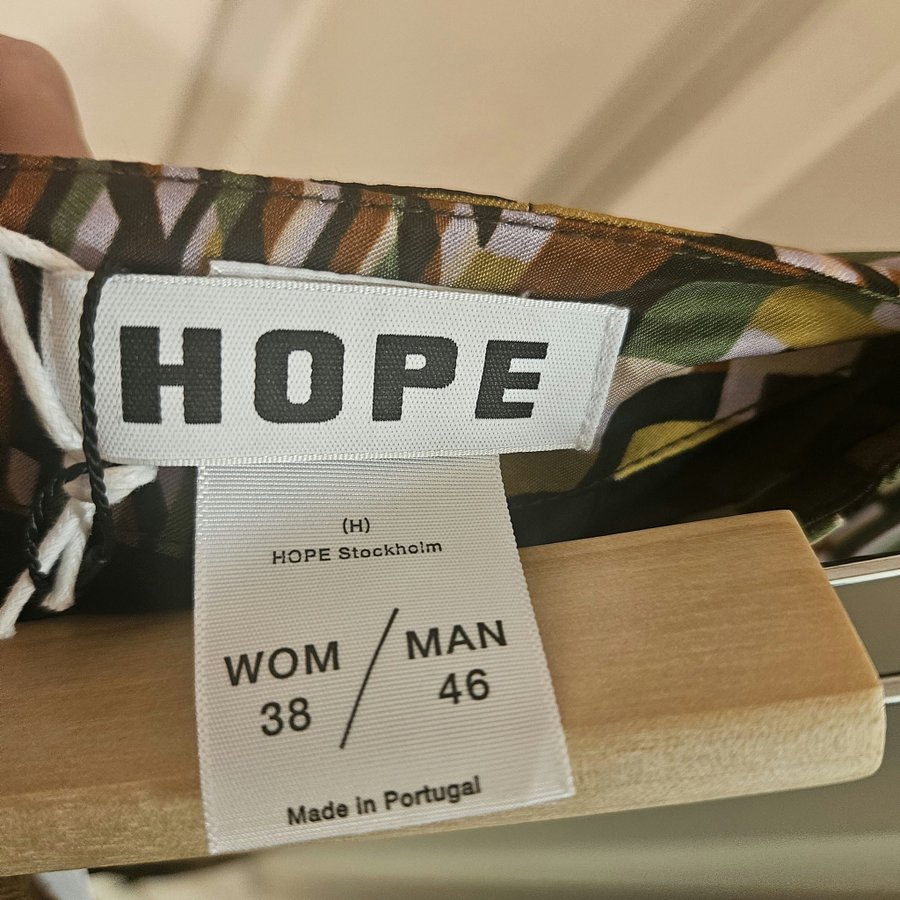 HOPE
(H)
HOPE Stockholm
WOM / MAN
38 46
Made in Portugal